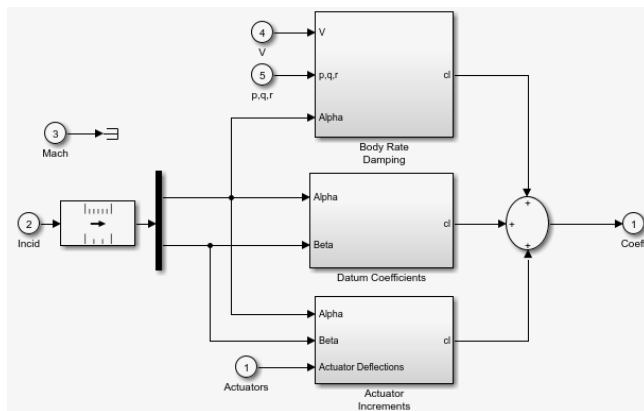 4
V
5
p,q,r
V
p,q,r
Alpha
cl
Body Rate
Damping
3
Mach
2
Incid
Alpha
Beta
cl
Datum Coefficients
+
+
+
1
Coeff
Alpha
Beta
Actuator Deflections
cl
Actuator
Increments
1
Actuators